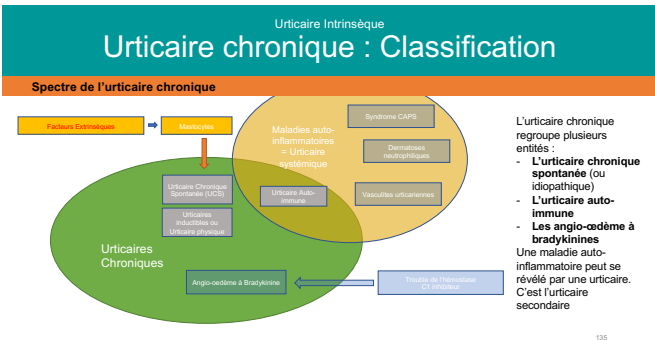 Urticaire Intrinsèque
Urticaire chronique : Classification
Spectre de l'urticaire chronique
Facteurs Extrinsèques
Mastocytes
Maladies auto-
inflammatoires
= Urticaire
systémique
Syndrome CAPS
Dermatoses
neutrophiliques
Vasculites urticariennes
Urticaire Chronique
Spontanée (UCS)
Urticaire Auto-
immune
Urticaires
inductibles ou
Urticaire physique
Urticaires
Chroniques
Angio-oedème à Bradykinine
Trouble de l'hémostase
C1 inhibiteur
L'urticaire chronique
regroupe plusieurs
entités :
- L'urticaire chronique
spontanée (ou
idiopathique)
- L'urticaire auto-
immune
- Les angio-œdème à
bradykinines
Une maladie auto-
inflammatoire peut se
révélé par une urticaire.
C'est l'urticaire
secondaire
135